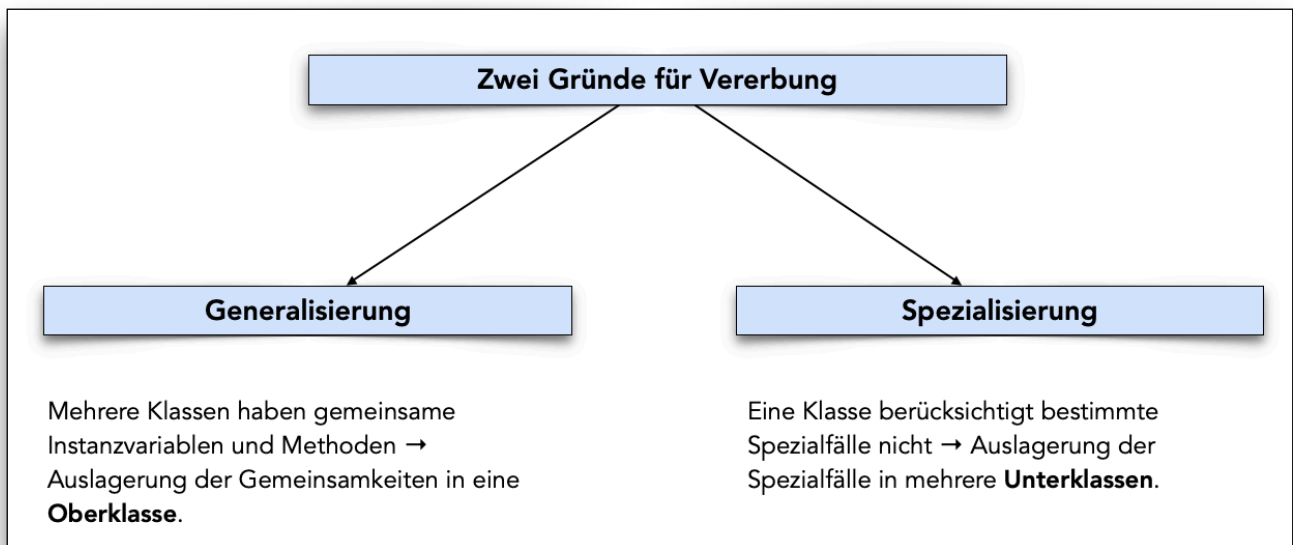 Zwei Gründe für Vererbung
Generalisierung
Mehrere Klassen haben gemeinsame
Instanzvariablen und Methoden →
Auslagerung der Gemeinsamkeiten in eine
Oberklasse.
Spezialisierung
Eine Klasse berücksichtigt bestimmte
Spezialfälle nicht → Auslagerung der
Spezialfälle in mehrere Unterklassen.